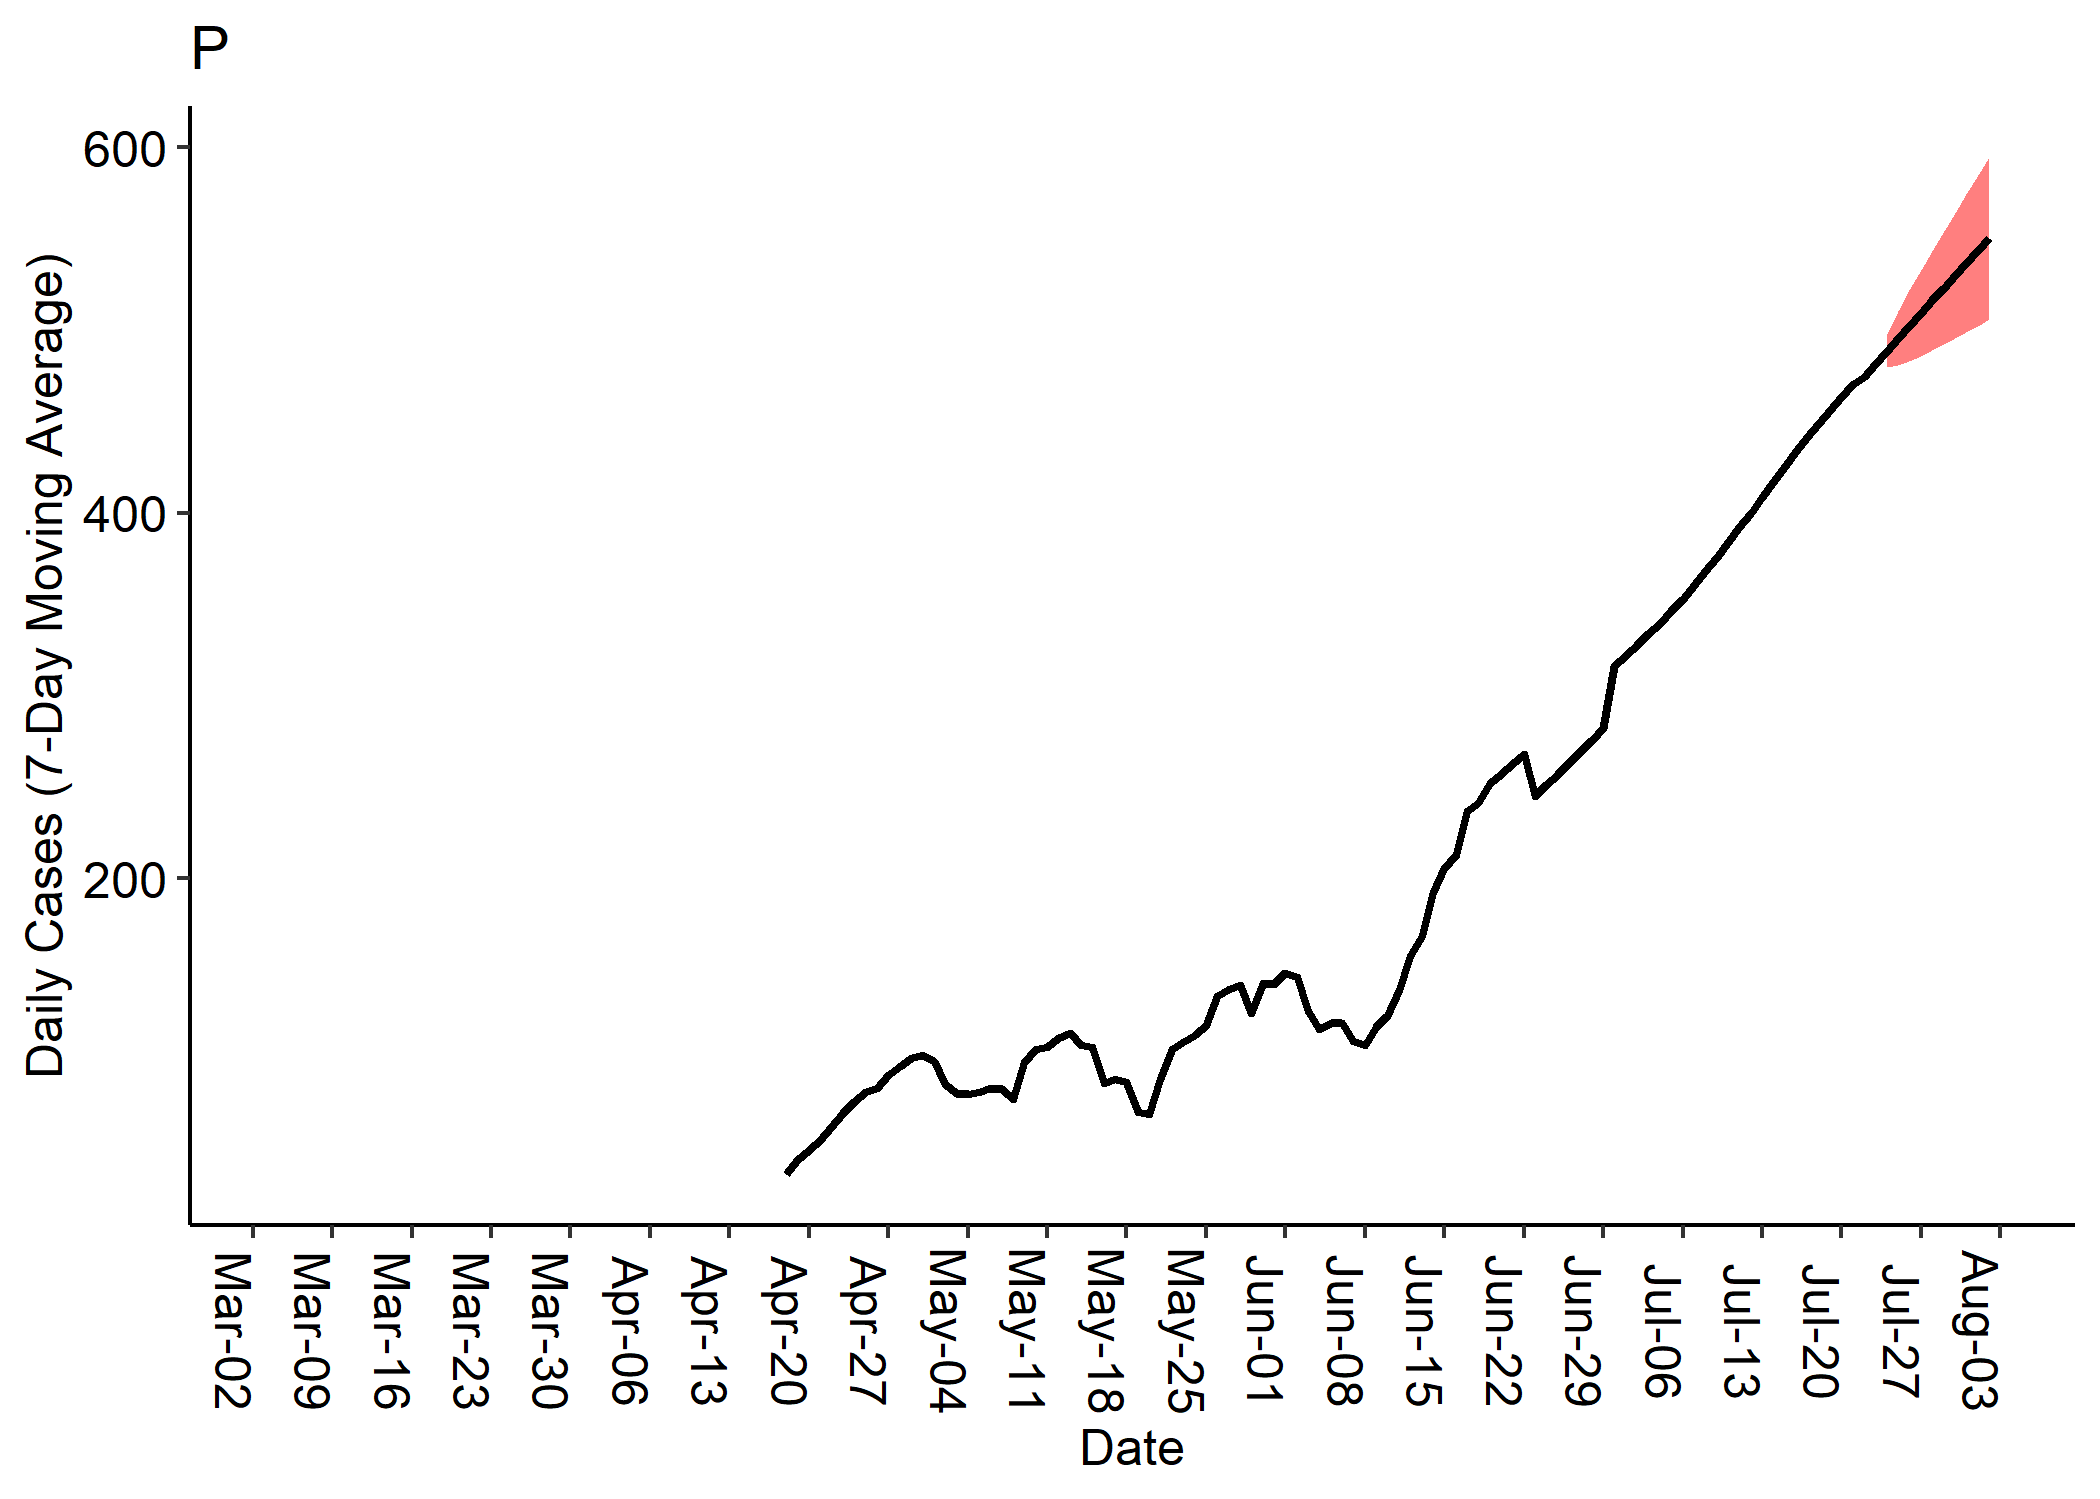 P
600
400
200
Daily Cases (7-Day Moving Average)
Mar-02
Mar-09
Mar-16
Mar-23
Mar-30
Apr-06
Apr-13
Apr-20
Apr-27
May-04
May-11
May-18
May-25
Jun-01
Jun-08
Jun-15
Jun-22
Jun-29
Jul-06
Jul-13
Jul-20
Jul-27
Aug-03
Date